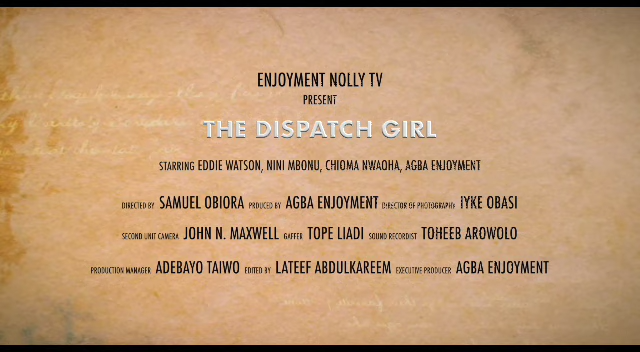 ENJOYMENT NOLLY TV
PRESENT
THE DISPATCH GIRL
STARRING EDDIE WATSON, NINI MBONU, CHIOMA NWAOHA, AGBA ENJOYMENT
DIRECTED BY SAMUEL OBIORA PRODUCED BY AGBA ENJOYMENT DIRECTOR OF PHOTOGRAPHY IYKE OBASI
SECOND UNIT CAMERA JOHN N. MAXWELL GAFFER TOPE LIADI SOUND RECORDIST TOHEEB AROWOLO
PRODUCTION MANAGER ADEBAYO TAIWO EDITED BY LATEEF ABDULKAREEM EXECUTIVE PRODUCER AGBA ENJOYMENT